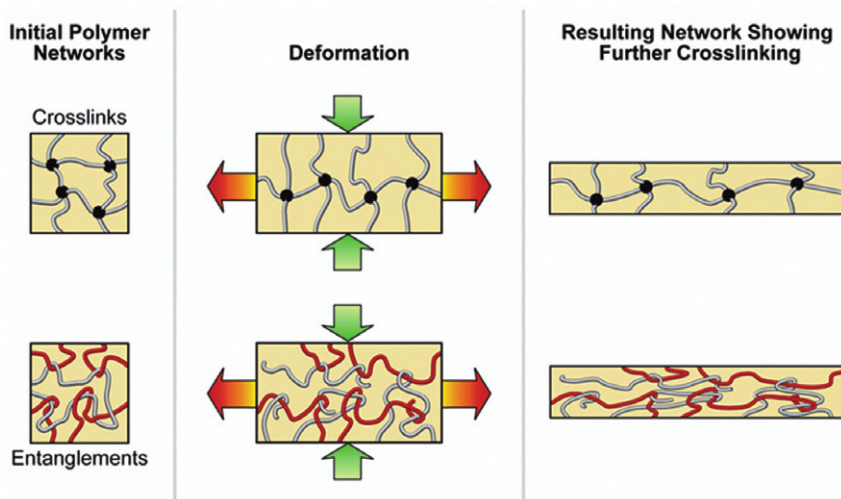 Initial Polymer
Networks
Deformation
Resulting Network Showing
Further Crosslinking
Crosslinks
Entanglements